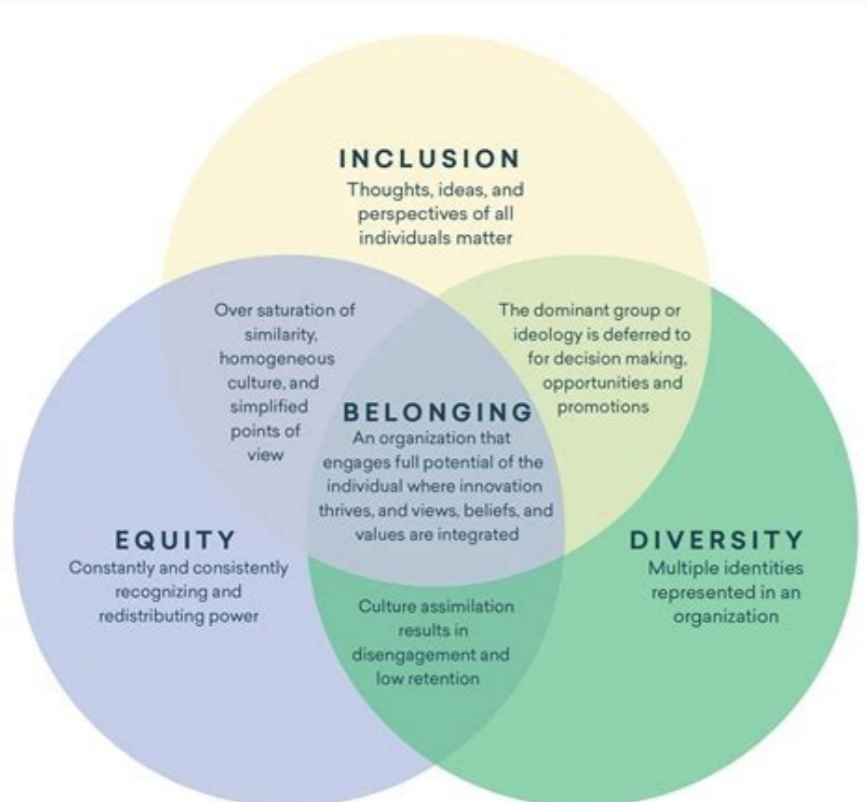 INCLUSION
Thoughts, ideas, and
perspectives of all
individuals matter
Over saturation of
similarity,
homogeneous
culture, and
simplified
points of
view
The dominant group or
ideology is deferred to
for decision making,
opportunities and
promotions
BELONGING
An organization that
engages full potential of the
individual where innovation
thrives, and views, beliefs, and
values are integrated
EQUITY
Constantly and consistently
recognizing and
redistributing power
DIVERSITY
Multiple identities
represented in an
organization
Culture assimilation
results in
disengagement and
low retention